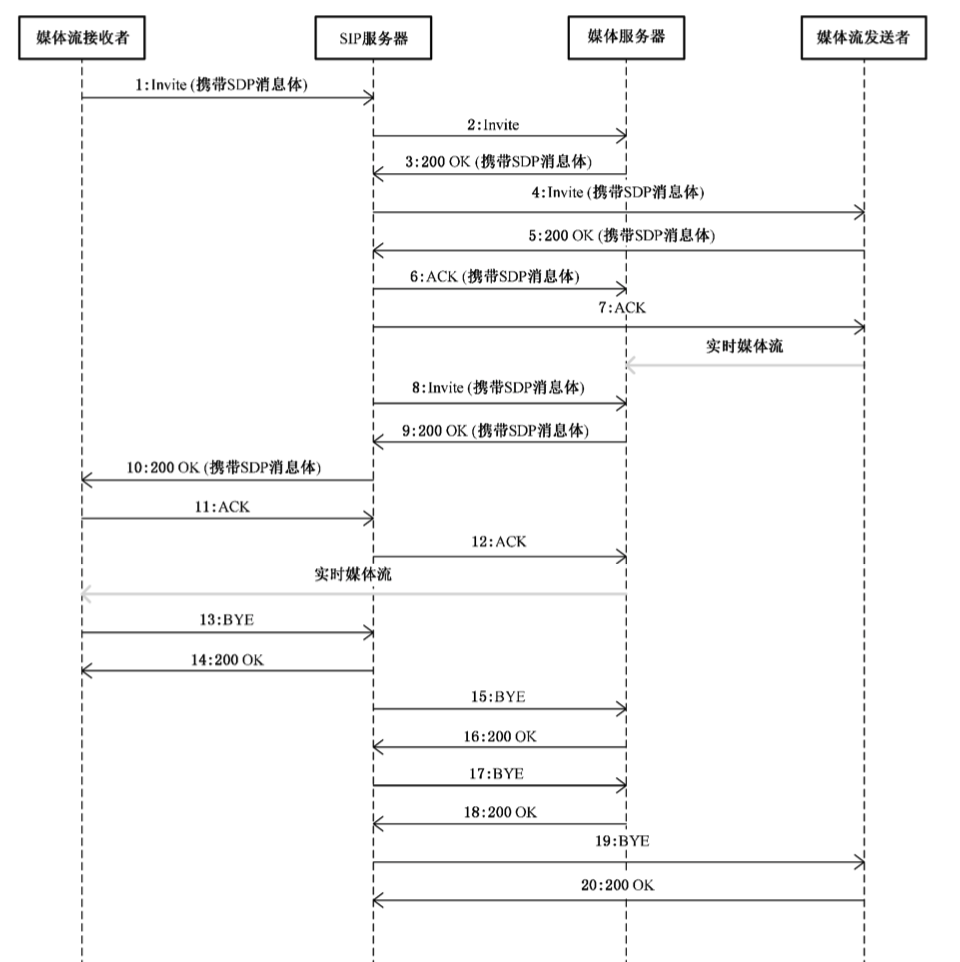 媒体流接收者
SIP服务器
媒体服务器
媒体流发送者
1:Invite (携带SDP消息体)
2:Invite
3:200 OK (携带SDP消息体)
4:Invite (携带SDP消息体)
5:200 OK (携带SDP消息体)
6:ACK (携带SDP消息体)
7:ACK
实时媒体流
8:Invite (携带SDP消息体)
9:200 OK (携带SDP消息体)
10:200 OK (携带SDP消息体)
11:ACK
12:ACK
实时媒体流
13:BYE
14:200 OK
15:BYE
16:200 OK
17:BYE
18:200 OK
19:BYE
20:200 OK